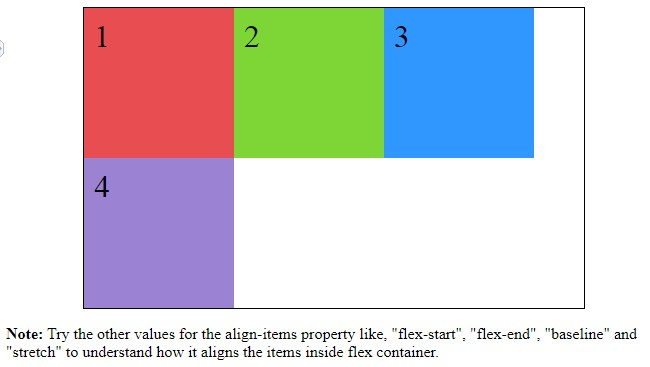 1 2 3
4
Note: Try the other values for the align-items property like, "flex-start", "flex-end", "baseline" and
"stretch" to understand how it aligns the items inside flex container.